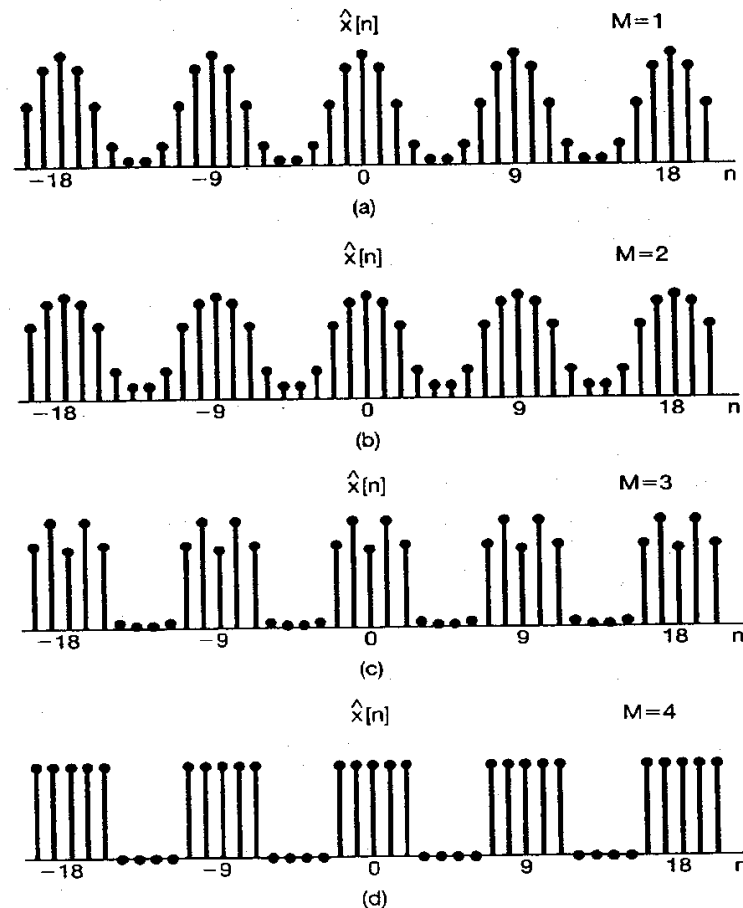 x̂[n] M=1
−18 −9 0 9 18 n
(a)
x̂[n] M=2
−18 −9 0 9 18 n
(b)
x̂[n] M=3
−18 −9 0 9 18 n
(c)
x̂[n] M=4
−18 −9 0 9 18 n
(d)